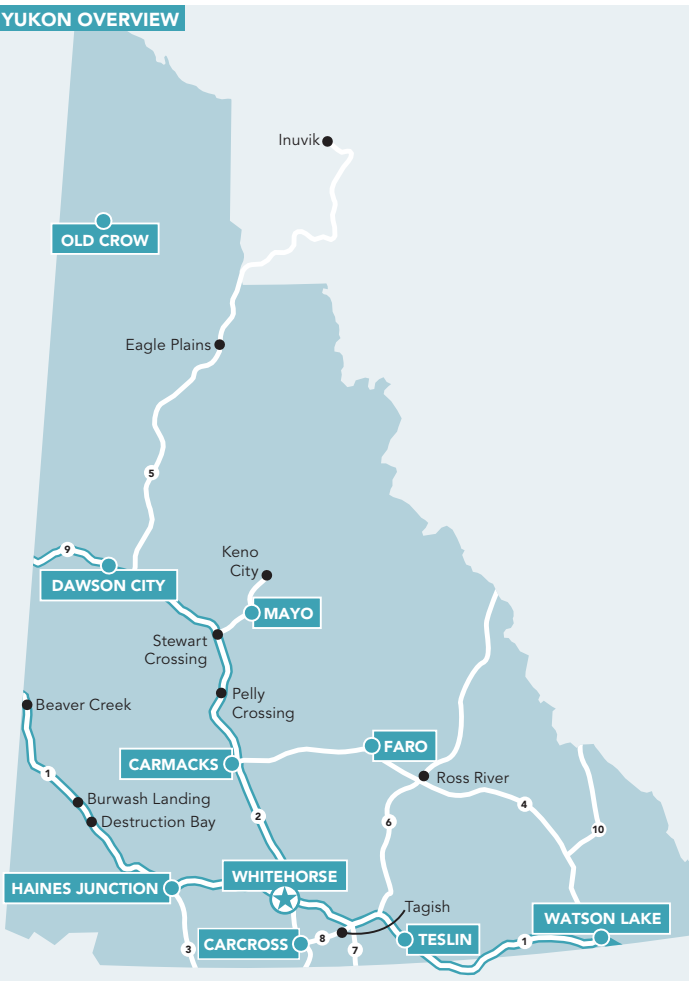 YUKON OVERVIEW
Inuvik
OLD CROW
Eagle Plains
5
9
DAWSON CITY
Keno
City
MAYO
Stewart
Crossing
Beaver Creek
Pelly
Crossing
FARO
CARMACKS
1
Ross River
Burwash Landing
4
2
Destruction Bay
6
10
WHITEHORSE
HAINES JUNCTION
Tagish
WATSON LAKE
3
CARCROSS
8
7
TESLIN
1